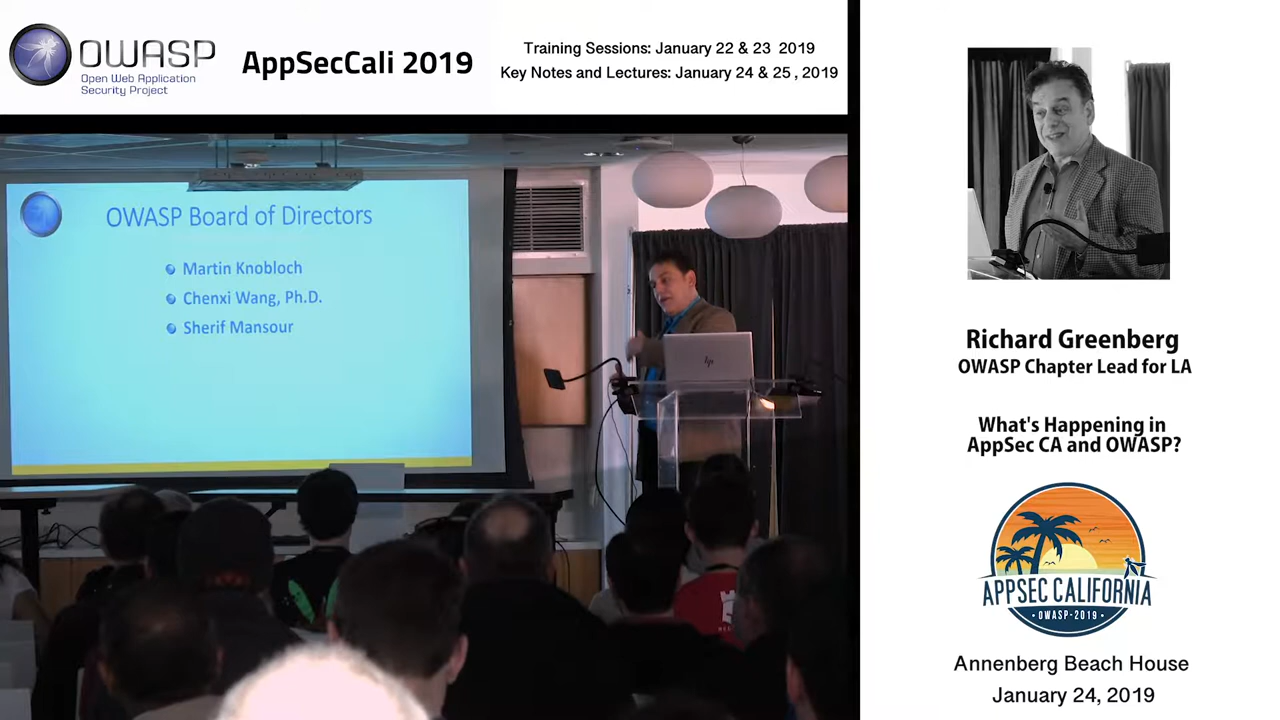 OWASP
Open Web Application
Security Project
AppSecCali 2019
Training Sessions: January 22 & 23 2019
Key Notes and Lectures: January 24 & 25 , 2019
OWASP Board of Directors
Martin Knobloch
Chenxi Wang, Ph.D.
Sherif Mansour
hp
Richard Greenberg
OWASP Chapter Lead for LA
What's Happening in
AppSec CA and OWASP?
APPSEC CALIFORNIA
OWASP-2019
Annenberg Beach House
January 24, 2019